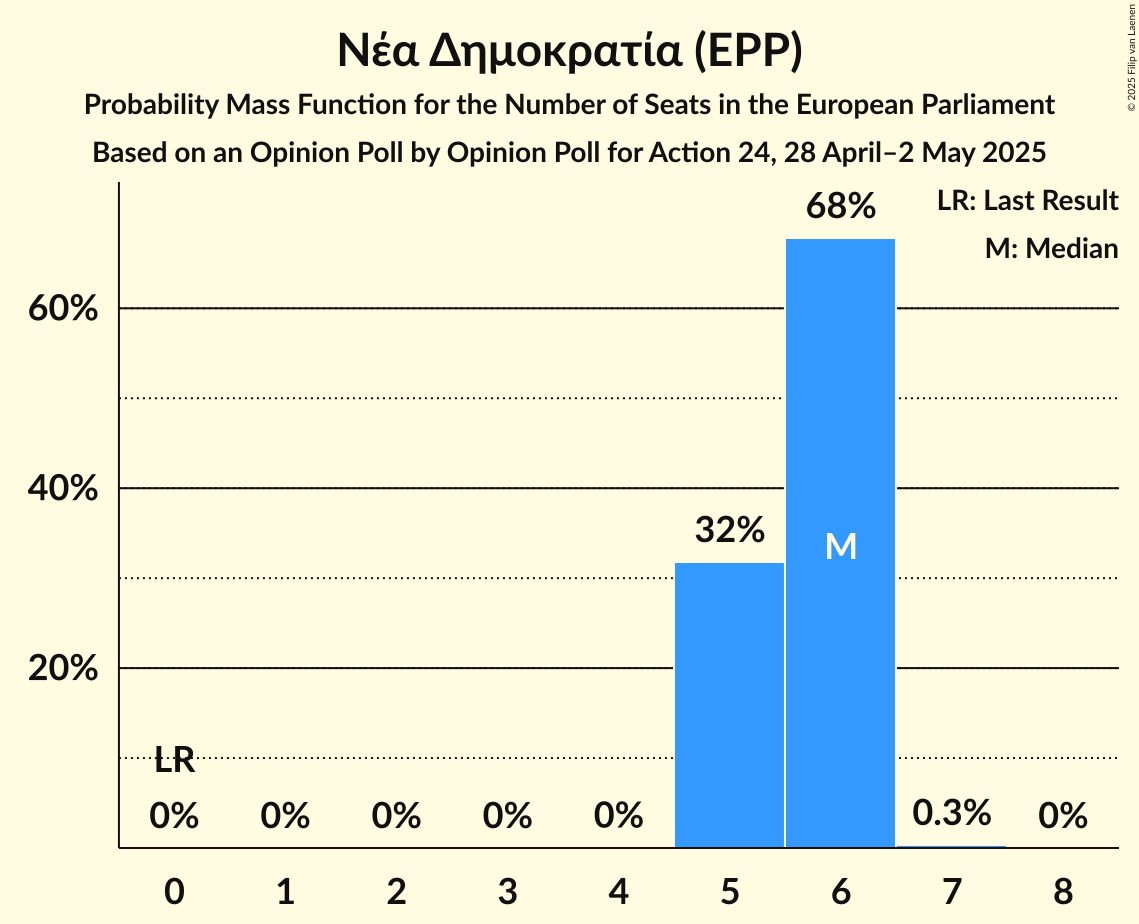 Νέα Δημοκρατία (EPP)
Probability Mass Function for the Number of Seats in the European Parliament
Based on an Opinion Poll by Opinion Poll for Action 24, 28 April–2 May 2025
© 2025 Filip van Laenen
LR: Last Result
M: Median
68%
60%
40%
32%
M
20%
LR
0% 0% 0% 0% 0% 0.3% 0%
0 1 2 3 4 5 6 7 8